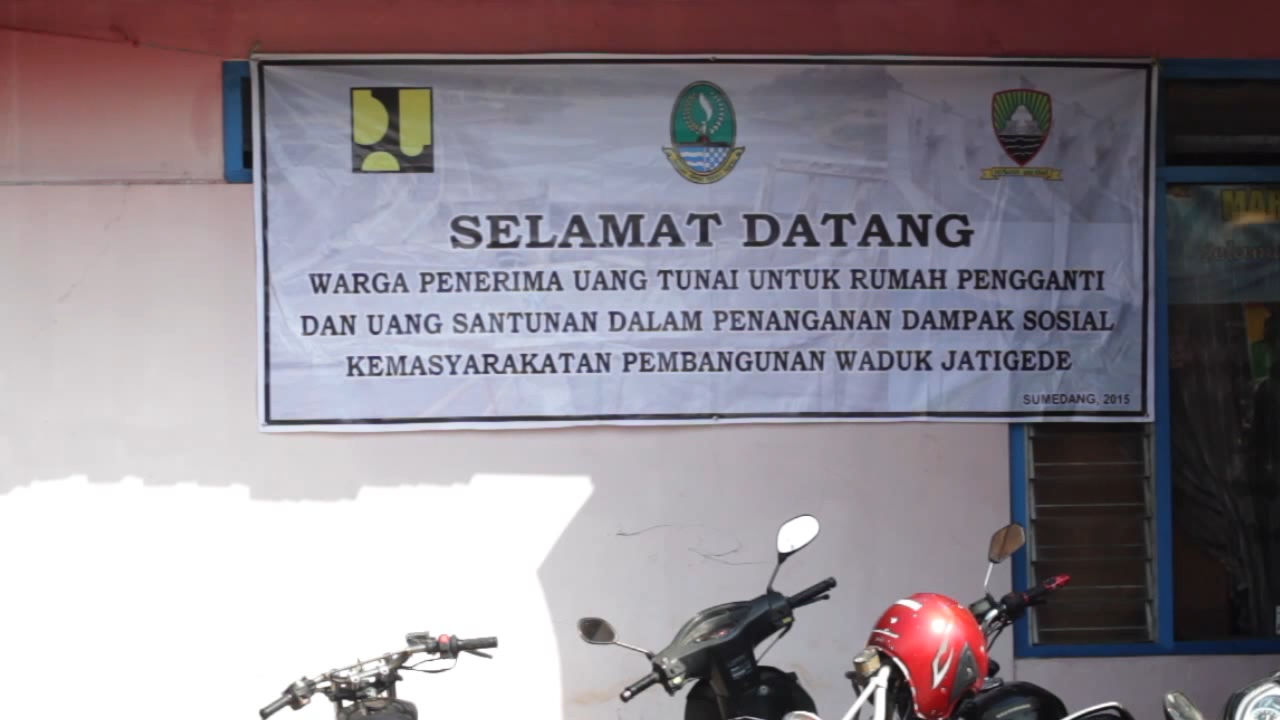 SELAMAT DATANG
WARGA PENERIMA UANG TUNAI UNTUK RUMAH PENGGANTI
DAN UANG SANTUNAN DALAM PENANGANAN DAMPAK SOSIAL
KEMASYARAKATAN PEMBANGUNAN WADUK JATIGEDE
SUMEDANG, 2015